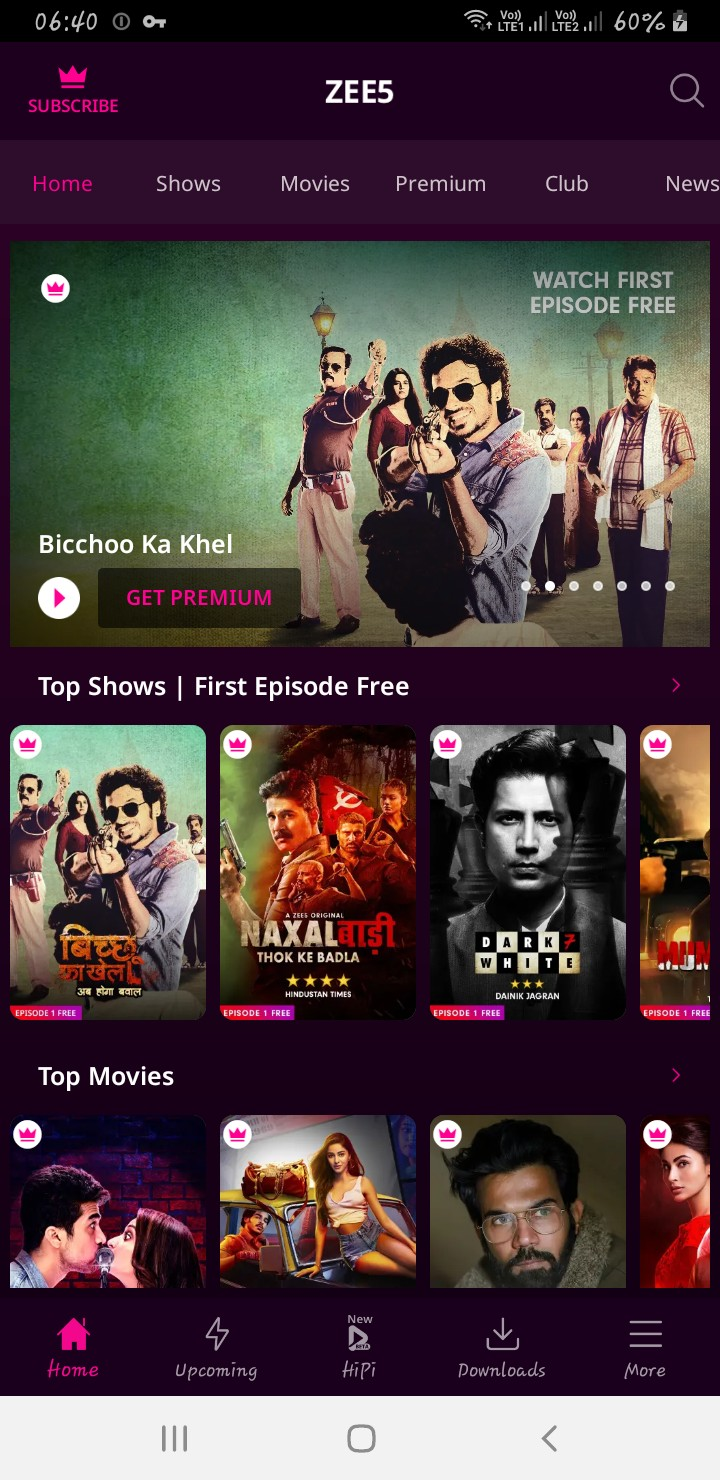 06:40
Vo)) LTE1 Vo)) LTE2 60%
SUBSCRIBE
ZEE5
Home Shows Movies Premium Club News
WATCH FIRST
EPISODE FREE
Bicchoo Ka Khel
GET PREMIUM
Top Shows | First Episode Free
बिच्छू
का खेल
अब होगा बवाल
EPISODE 1 FREE
A ZEE5 ORIGINAL
NAXALबाड़ी
THOK KE BADLA
HINDUSTAN TIMES
EPISODE 1 FREE
DARK 7
WHITE
DAINIK JAGRAN
EPISODE 1 FREE
MUM
EPISODE 1 FREE
Top Movies
New
BETA
Home Upcoming HiPi Downloads More